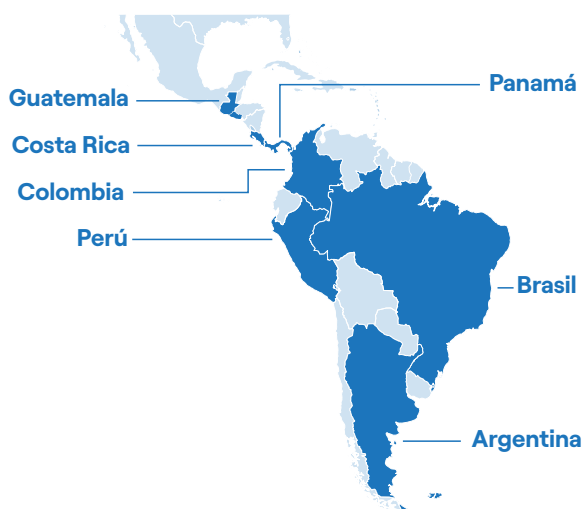 Panamá
Guatemala
Costa Rica
Colombia
Perú
Brasil
Argentina